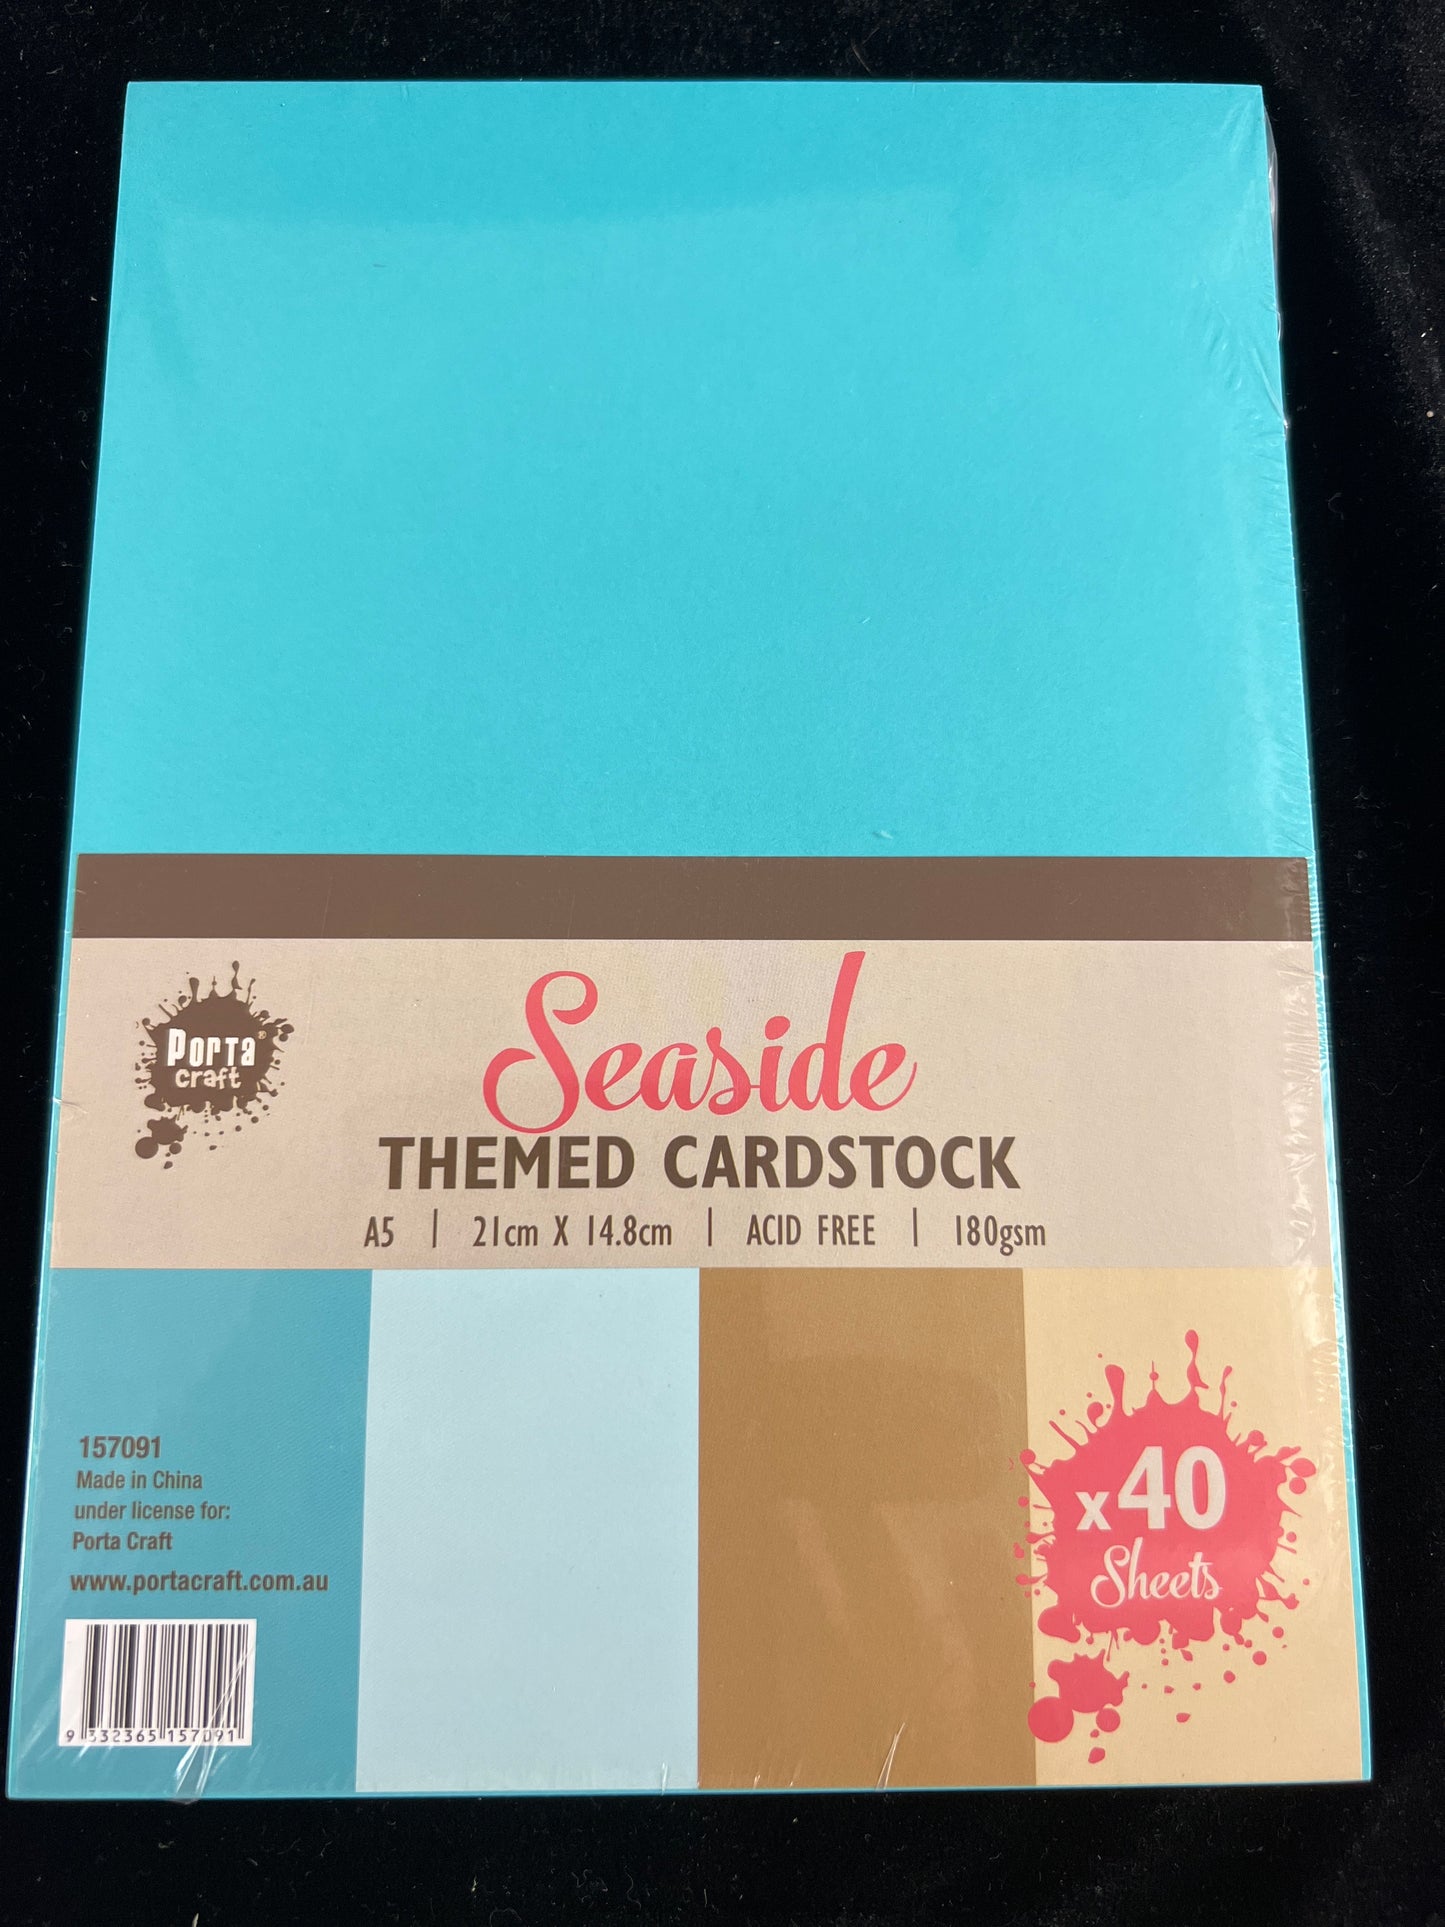 Porta®
craft
Seaside
THEMED CARDSTOCK
A5 | 21cm X 14.8cm | ACID FREE | 180gsm
157091
Made in China
under license for:
Porta Craft
www.portacraft.com.au
x40
Sheets
9 332365 157091